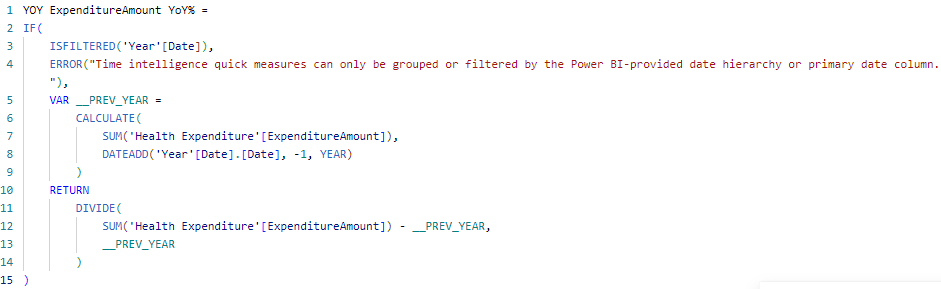 1 YOY ExpenditureAmount YoY% =
2 IF(
3 ISFILTERED('Year'[Date]),
4 ERROR("Time intelligence quick measures can only be grouped or filtered by the Power BI-provided date hierarchy or primary date column.
"),
5 VAR __PREV_YEAR =
6 CALCULATE(
7 SUM('Health Expenditure'[ExpenditureAmount]),
8 DATEADD('Year'[Date].[Date], -1, YEAR)
9 )
10 RETURN
11 DIVIDE(
12 SUM('Health Expenditure'[ExpenditureAmount]) - __PREV_YEAR,
13 __PREV_YEAR
14 )
15 )